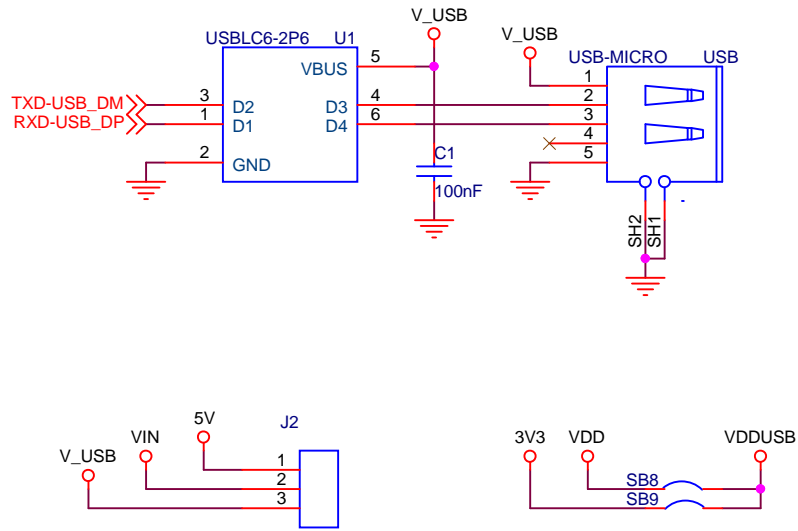 V_USB
USBLC6-2P6 U1
V_USB
USB-MICRO USB
VBUS 5
1
TXD-USB_DM 3 D2 D3 4 2
RXD-USB_DP 1 D1 D4 6 3
4
2 GND C1 5
100nF
SH2
SH1
5V J2
VIN 3V3 VDD VDDUSB
V_USB
1
2 SB8
3 SB9